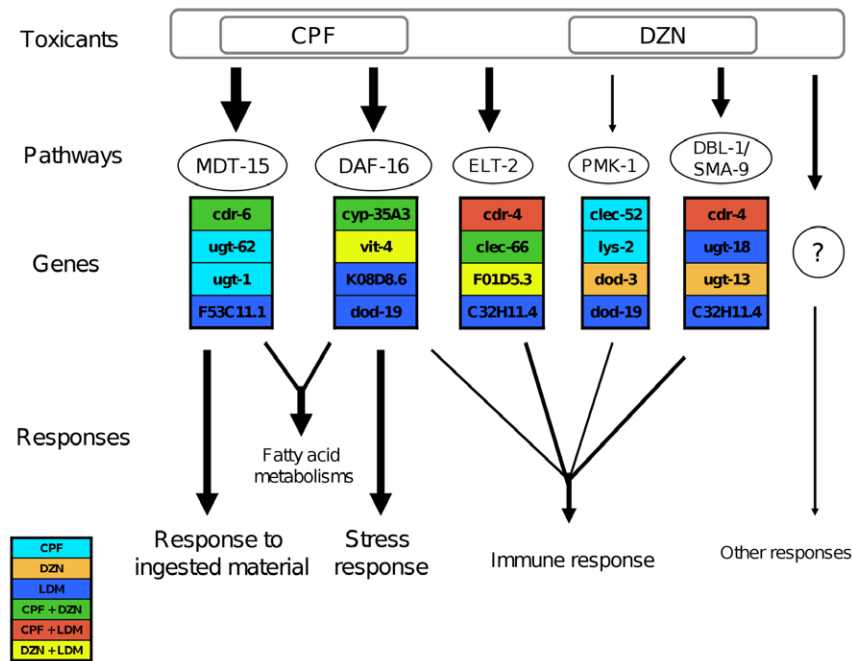 Toxicants
CPF
DZN
Pathways
MDT-15
DAF-16
ELT-2
PMK-1
DBL-1/
SMA-9
Genes
cdr-6
ugt-62
ugt-1
F53C11.1
cyp-35A3
vit-4
K08D8.6
dod-19
cdr-4
clec-66
F01D5.3
C32H11.4
clec-52
lys-2
dod-3
dod-19
cdr-4
ugt-18
ugt-13
C32H11.4
?
Responses
Fatty acid
metabolisms
Response to
ingested material
Stress
response
Immune response
Other responses
CPF
DZN
LDM
CPF + DZN
CPF + LDM
DZN + LDM